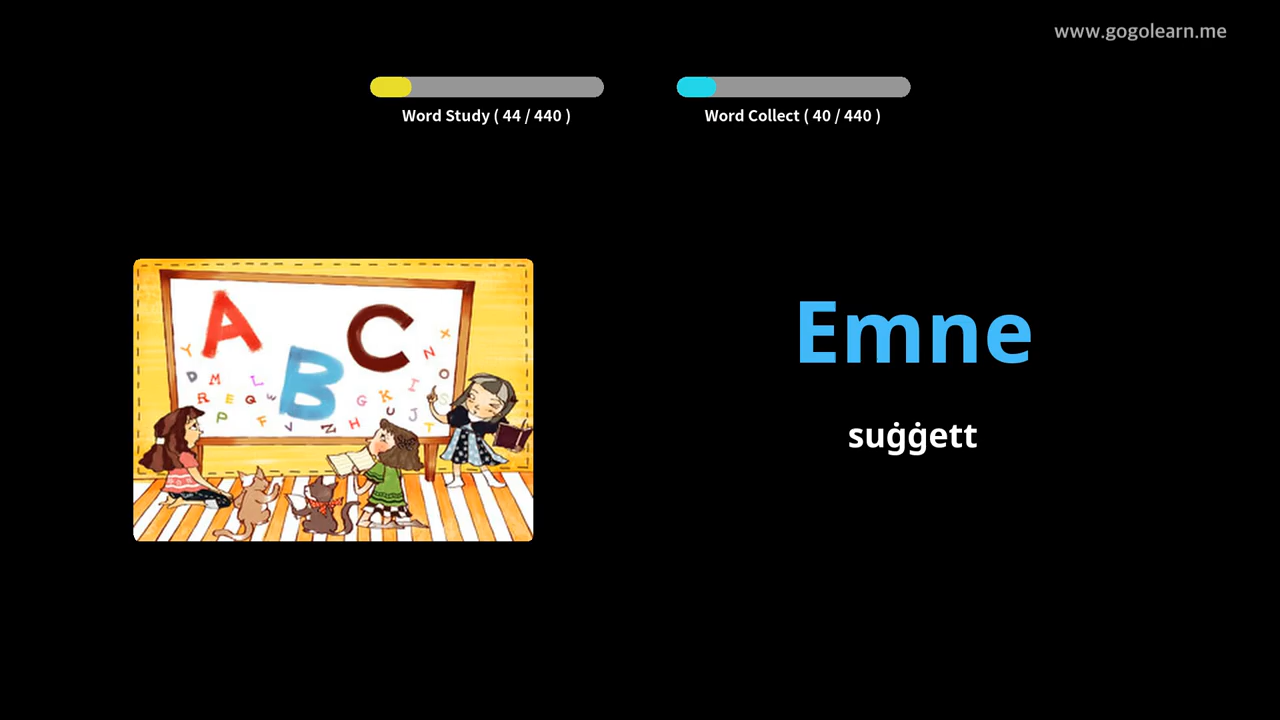 www.gogolearn.me
Word Study ( 44 / 440 )
Word Collect ( 40 / 440 )
A
B
C
Y
D M L
R E Q W
P F V Z H
G K I N X
O S
U J T
Emne
suġġett